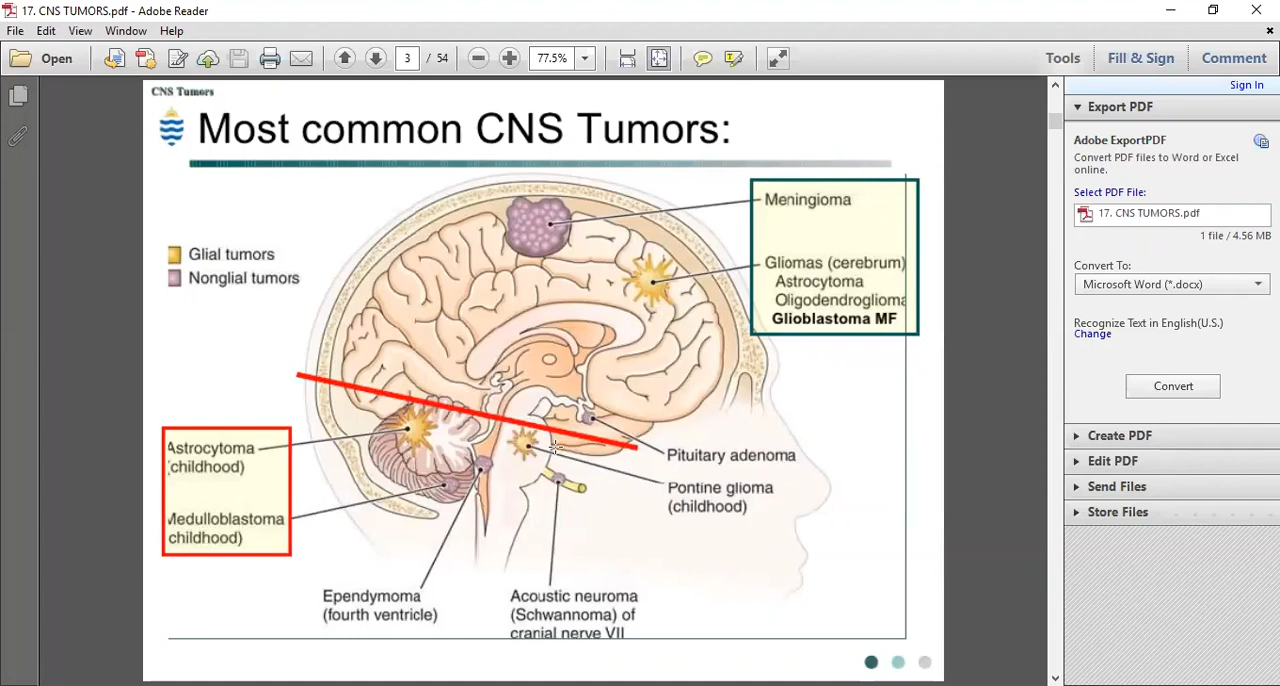 17. CNS TUMORS.pdf - Adobe Reader
File Edit View Window Help
Open
3 / 54
77.5%
Tools
Fill & Sign
Comment
Sign In
CNS Tumors
Most common CNS Tumors:
Glial tumors
Nonglial tumors
Meningioma
Gliomas (cerebrum)
Astrocytoma
Oligodendroglioma
Glioblastoma MF
Astrocytoma
(childhood)
Medulloblastoma
childhood)
Pituitary adenoma
Pontine glioma
(childhood)
Ependymoma
(fourth ventricle)
Acoustic neuroma
(Schwannoma) of
cranial nerve VII
Export PDF
Adobe ExportPDF
Convert PDF files to Word or Excel
online.
Select PDF File:
17. CNS TUMORS.pdf
1 file / 4.56 MB
Convert To:
Microsoft Word (*.docx)
Recognize Text in English(U.S.)
Change
Convert
Create PDF
Edit PDF
Send Files
Store Files